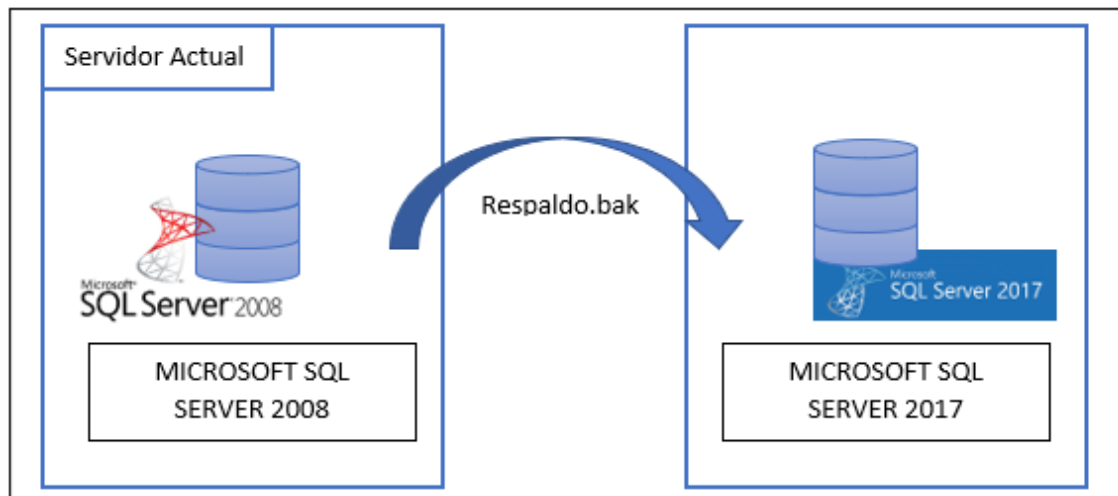 Servidor Actual
Respaldo.bak
Microsoft
SQL Server 2008
Microsoft
SQL Server 2017
MICROSOFT SQL
SERVER 2008
MICROSOFT SQL
SERVER 2017